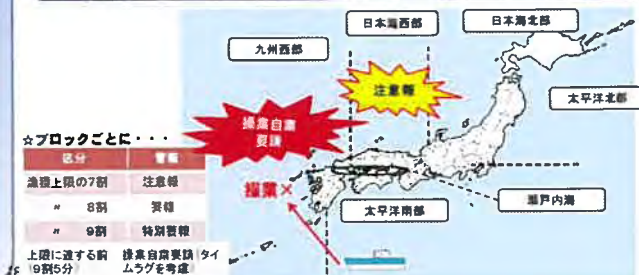 日本海西部
日本海北部
九州西部
太平洋北部
注意報
操業自粛
要請
☆ブロックごとに・・・
区分 警報
漁獲上限の7割 注意報
〃 8割 警報
〃 9割 特別警報
上限に達する前 操業自粛要請(タイ
(9割5分) ムラグを考慮)
操業×
太平洋南部
瀬戸内海